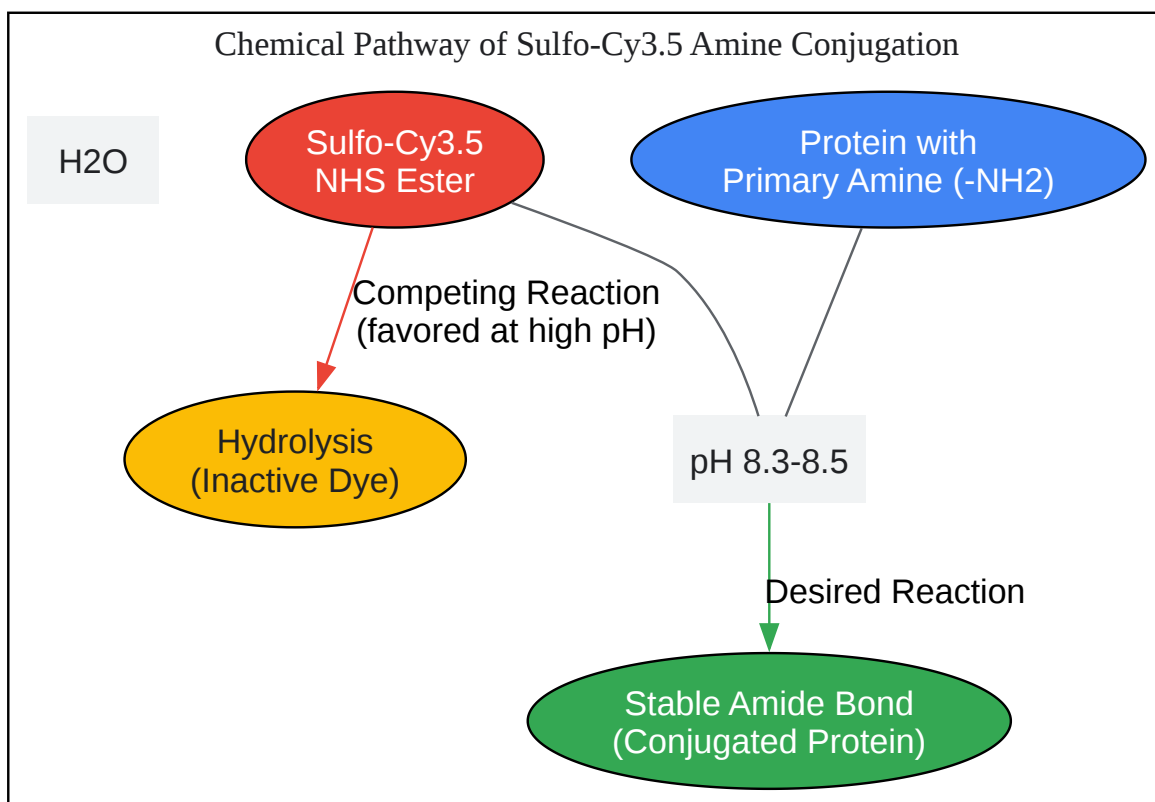 Chemical Pathway of Sulfo-Cy3.5 Amine Conjugation
H2O
Sulfo-Cy3.5
NHS Ester
Protein with
Primary Amine (-NH2)
Competing Reaction
(favored at high pH)
Hydrolysis
(Inactive Dye)
pH 8.3-8.5
Desired Reaction
Stable Amide Bond
(Conjugated Protein)